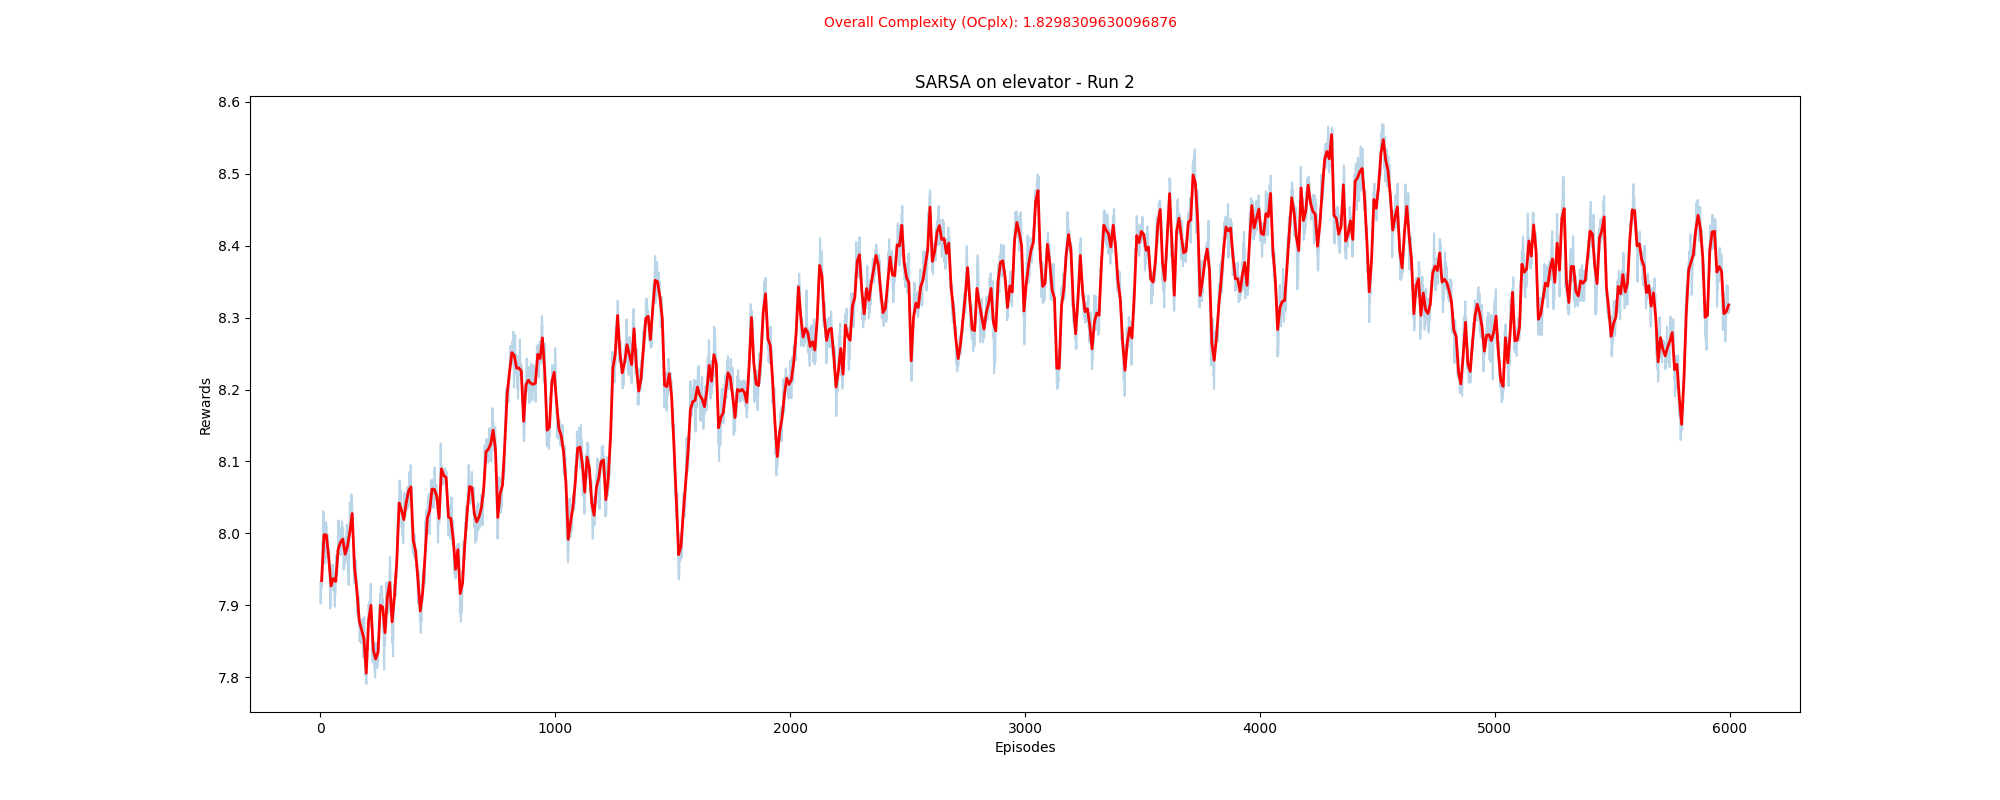 Overall Complexity (OCplx): 1.8298309630096876
SARSA on elevator - Run 2
Rewards
8.6
8.5
8.4
8.3
8.2
8.1
8.0
7.9
7.8
0 1000 2000 3000 4000 5000 6000
Episodes